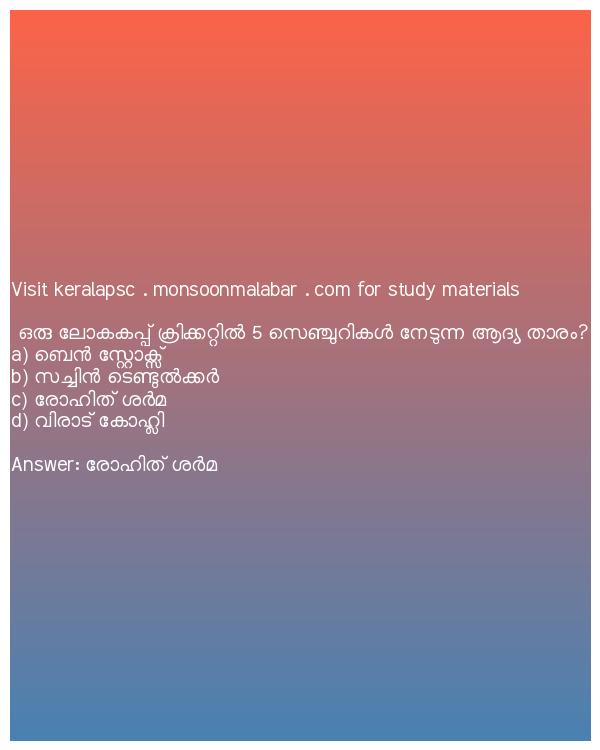 Visit keralapsc . monsoonmalabar . com for study materials
ഒരു ലോകകപ്പ് ക്രിക്കറ്റിൽ 5 സെഞ്ചുറികൾ നേടുന്ന ആദ്യ താരം?
a) ബെൻ സ്റ്റോക്സ്
b) സച്ചിൻ ടെണ്ടുൽക്കർ
c) രോഹിത് ശർമ
d) വിരാട് കോഹ്ലി
Answer: രോഹിത് ശർമ